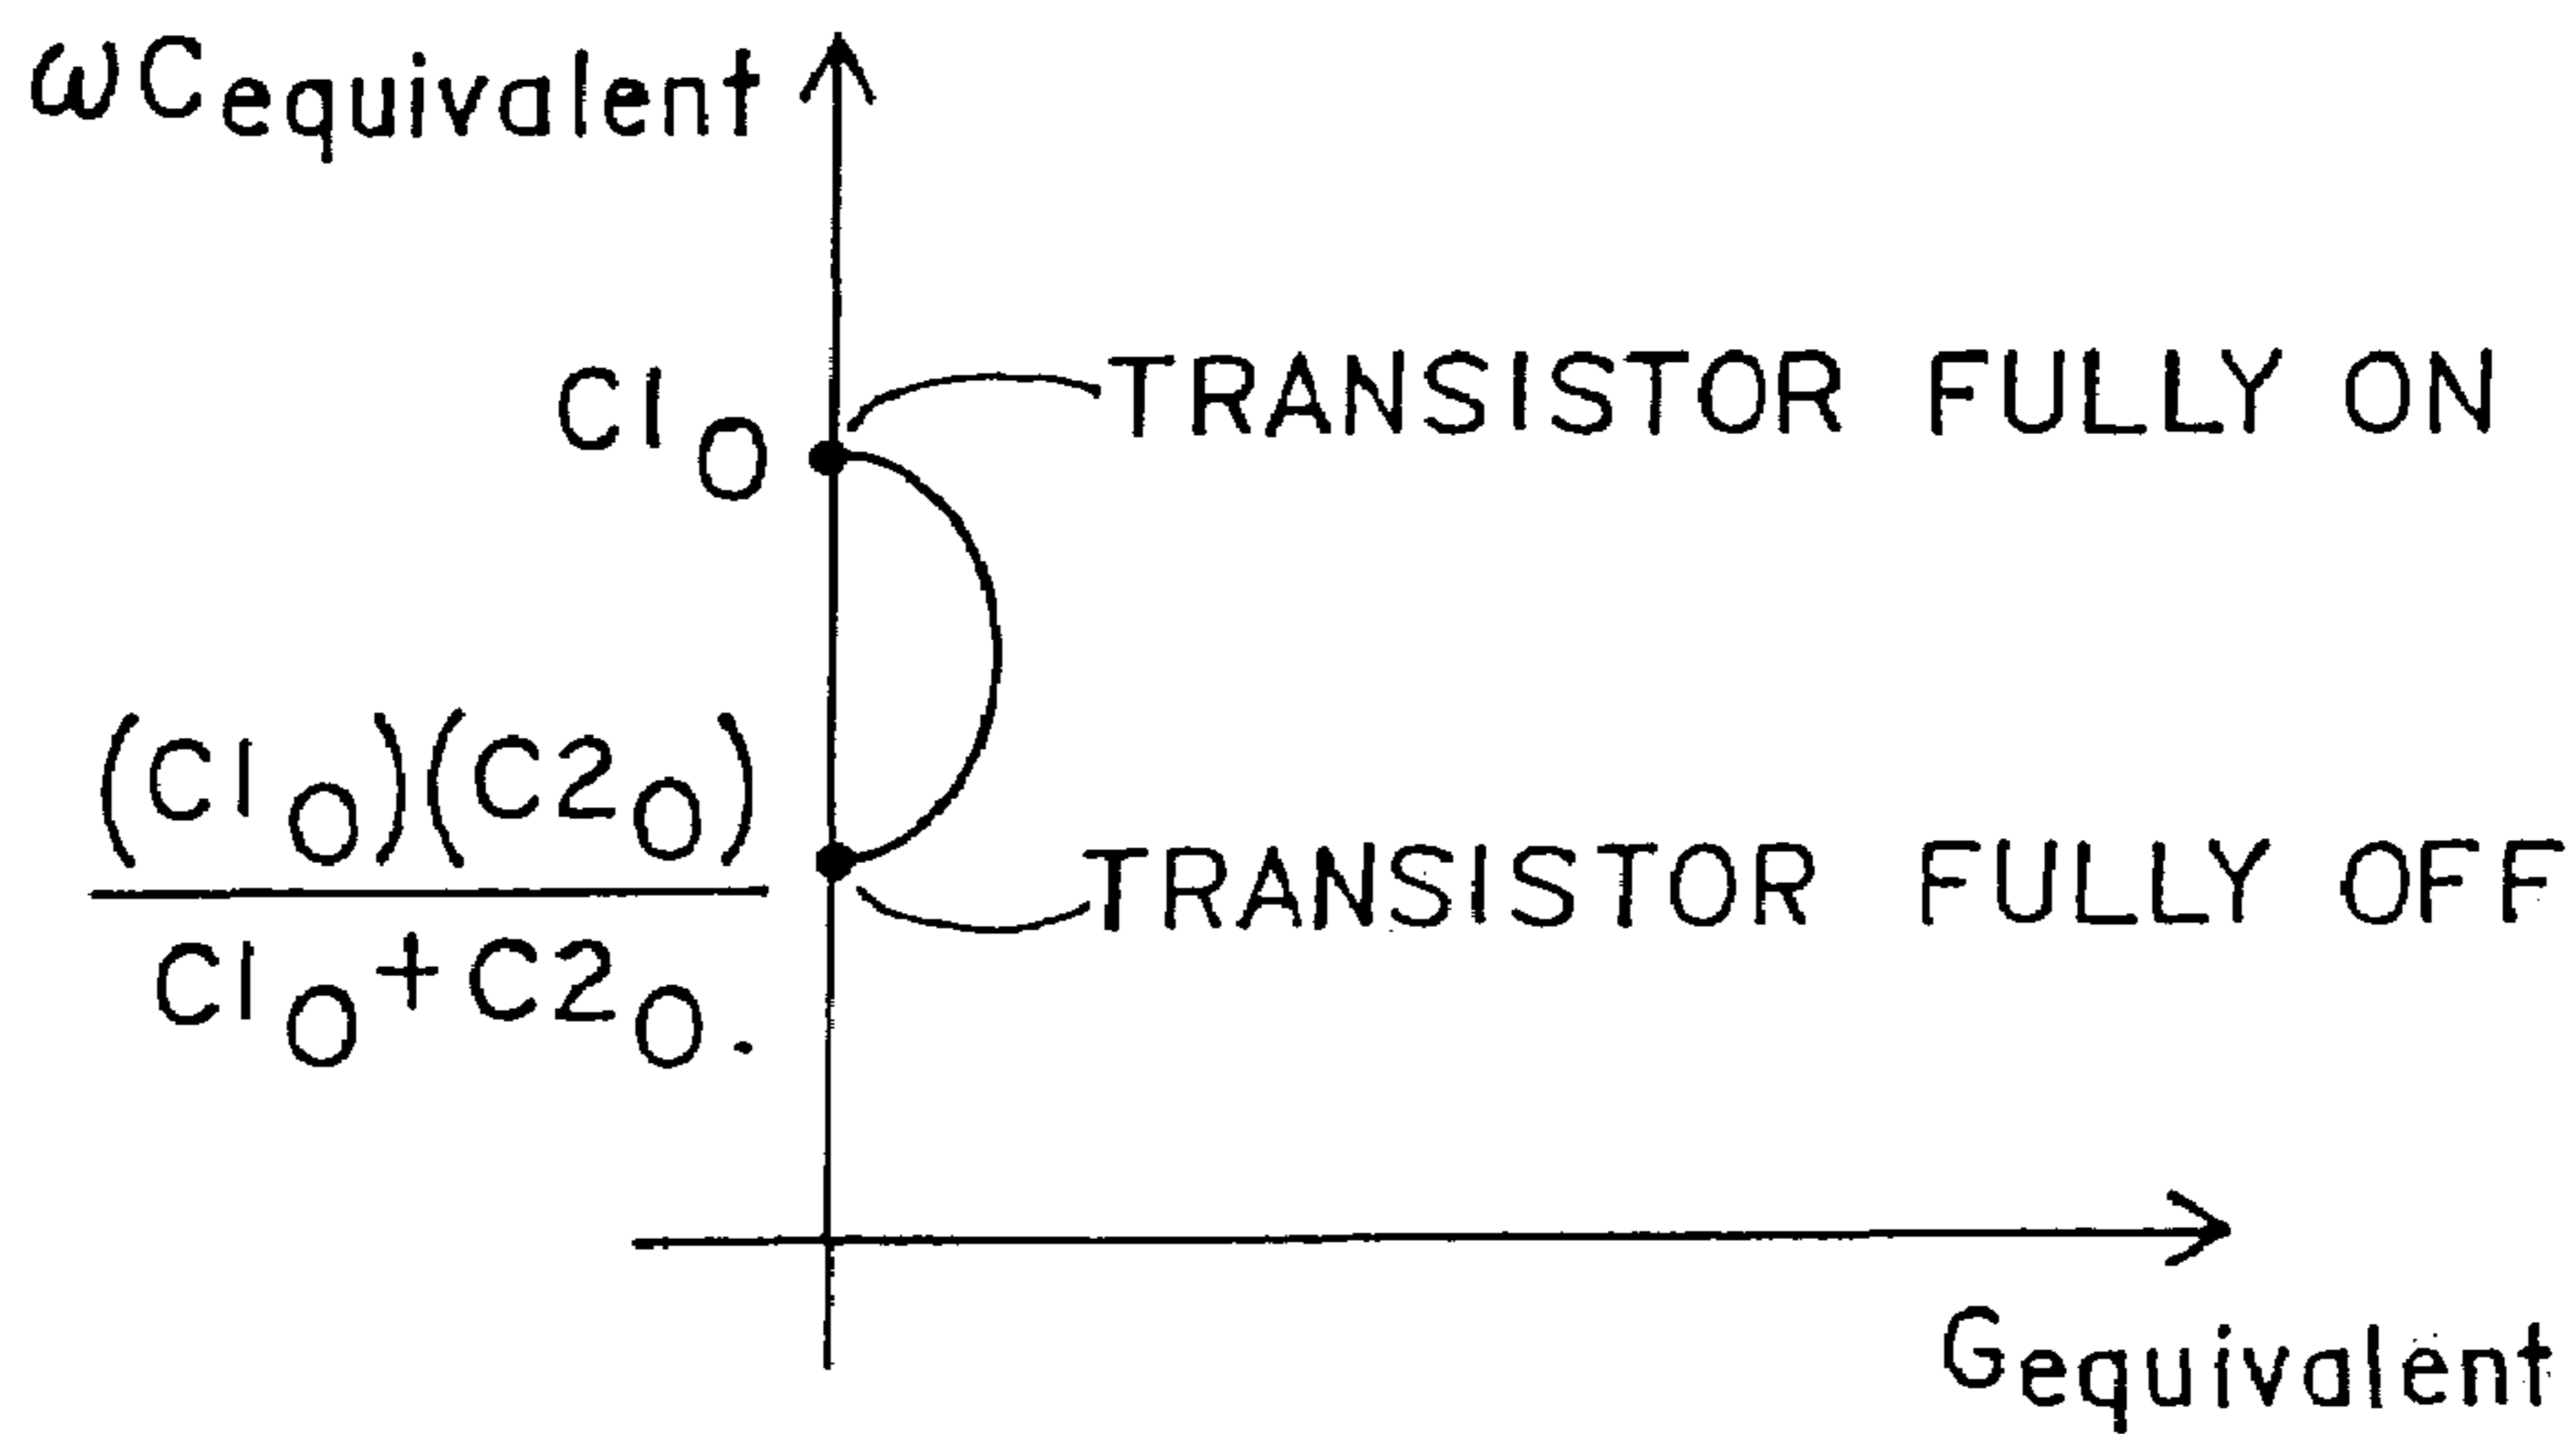 ωCequivalent
C1O
TRANSISTOR FULLY ON
(C1O)(C2O)
C1O+C2O.
TRANSISTOR FULLY OFF
Gequivalent